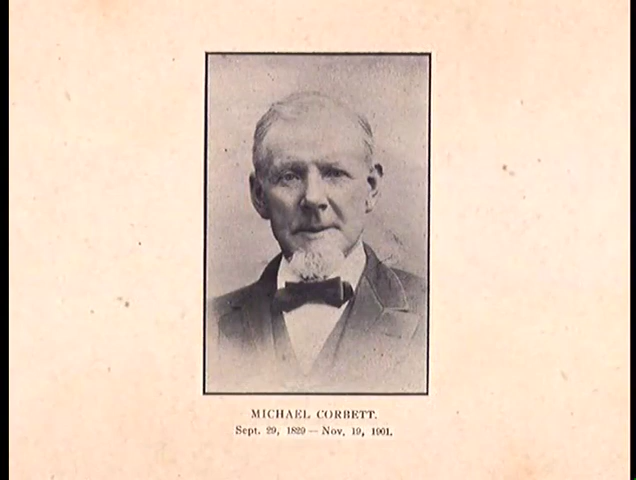 MICHAEL CORBETT.
Sept. 29, 1829 — Nov. 19, 1901.